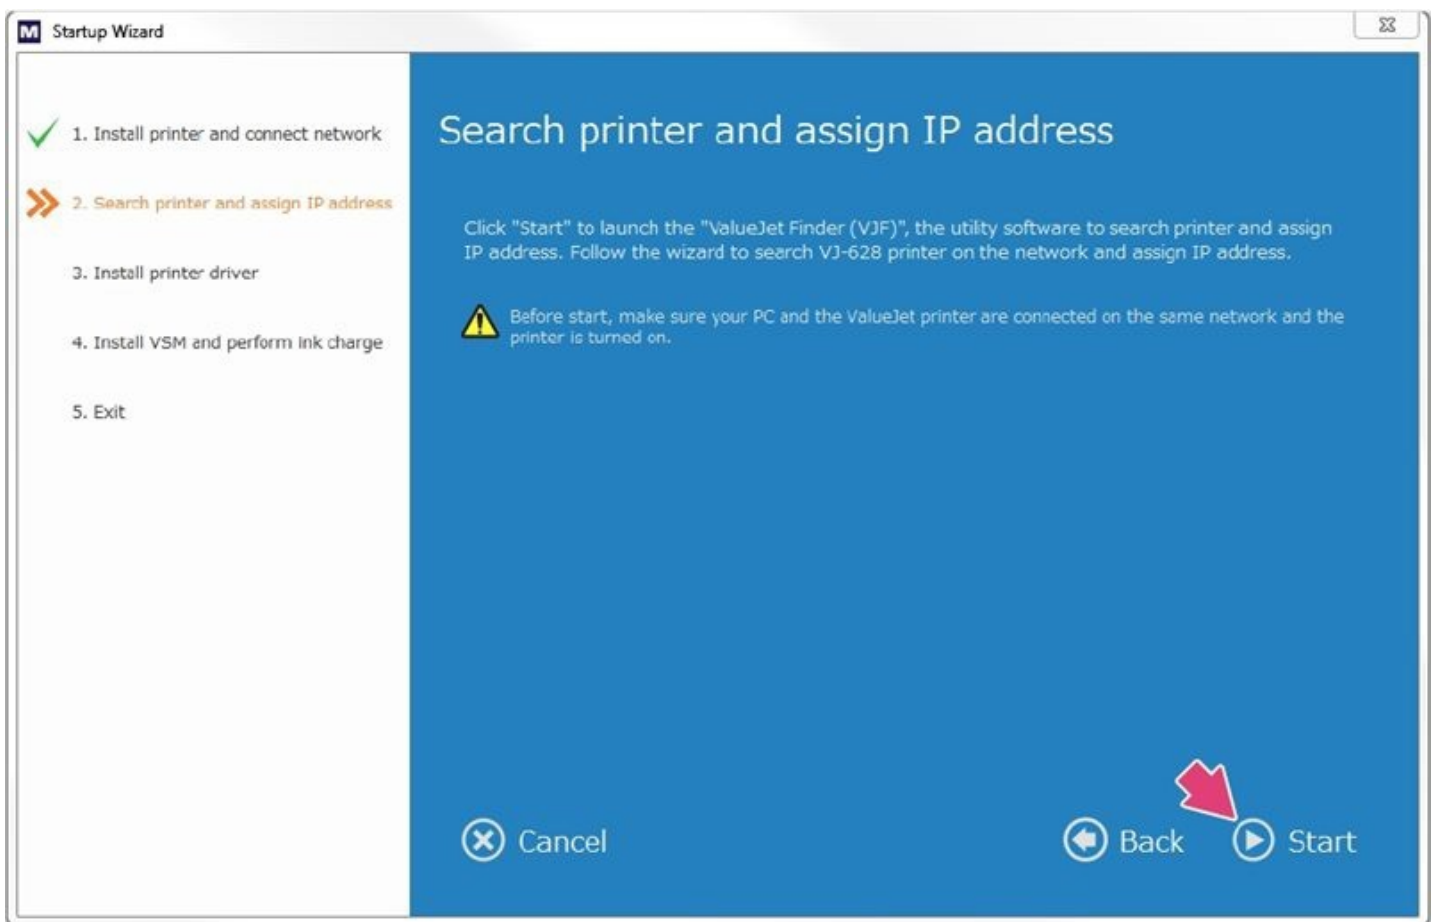 M Startup Wizard
1. Install printer and connect network
2. Search printer and assign IP address
3. Install printer driver
4. Install VSM and perform ink charge
5. Exit
Search printer and assign IP address
Click "Start" to launch the "ValueJet Finder (VJF)", the utility software to search printer and assign
IP address. Follow the wizard to search VJ-628 printer on the network and assign IP address.
Before start, make sure your PC and the ValueJet printer are connected on the same network and the
printer is turned on.
Cancel
Back
Start